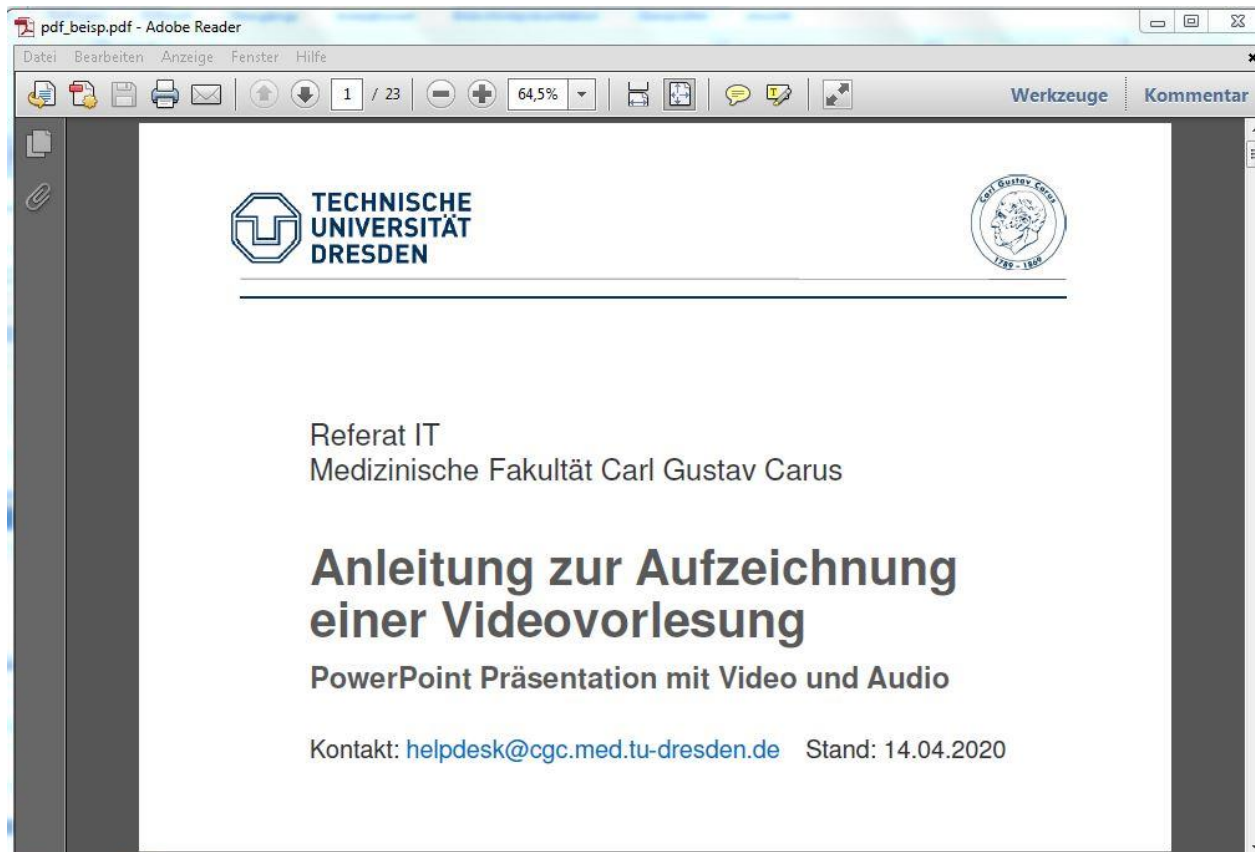 pdf_beisp.pdf - Adobe Reader
Datei Bearbeiten Anzeige Fenster Hilfe
1 / 23 64,5% Werkzeuge Kommentar
TECHNISCHE
UNIVERSITÄT
DRESDEN
Carl Gustav Carus
1789 - 1869
Referat IT
Medizinische Fakultät Carl Gustav Carus
Anleitung zur Aufzeichnung
einer Videovorlesung
PowerPoint Präsentation mit Video und Audio
Kontakt: helpdesk@cgc.med.tu-dresden.de Stand: 14.04.2020